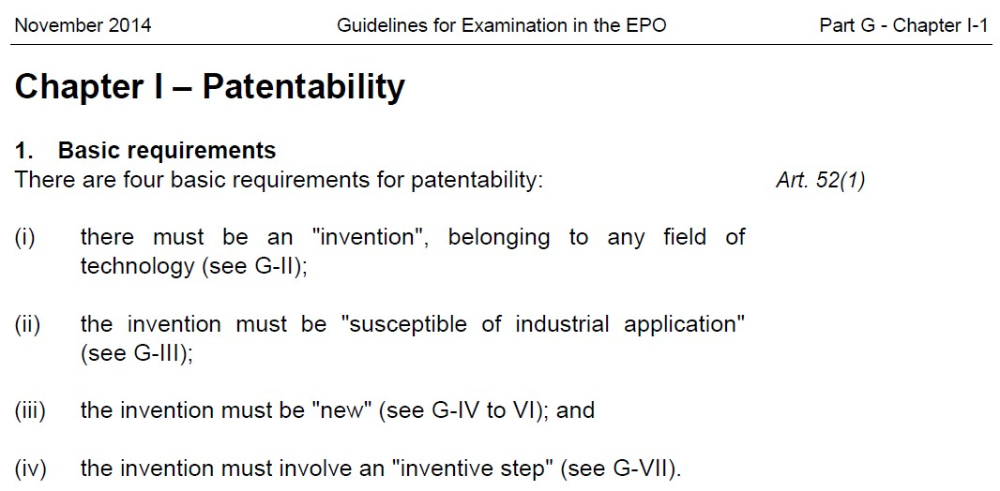 November 2014 Guidelines for Examination in the EPO Part G - Chapter I-1
Chapter I – Patentability
1. Basic requirements
There are four basic requirements for patentability: Art. 52(1)
(i) there must be an "invention", belonging to any field of
technology (see G-II);
(ii) the invention must be "susceptible of industrial application"
(see G-III);
(iii) the invention must be "new" (see G-IV to VI); and
(iv) the invention must involve an "inventive step" (see G-VII).